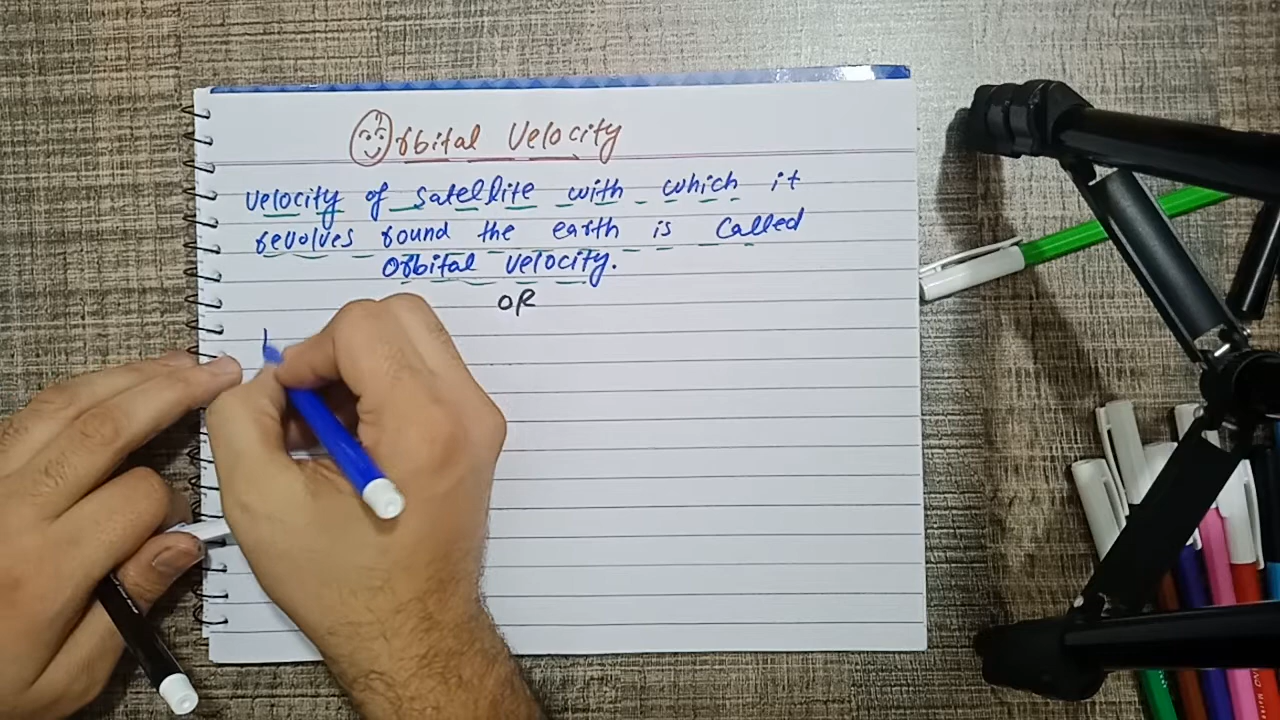 Orbital Velocity
Velocity of Satellite with which it
revolves round the earth is Called
Orbital Velocity.
OR